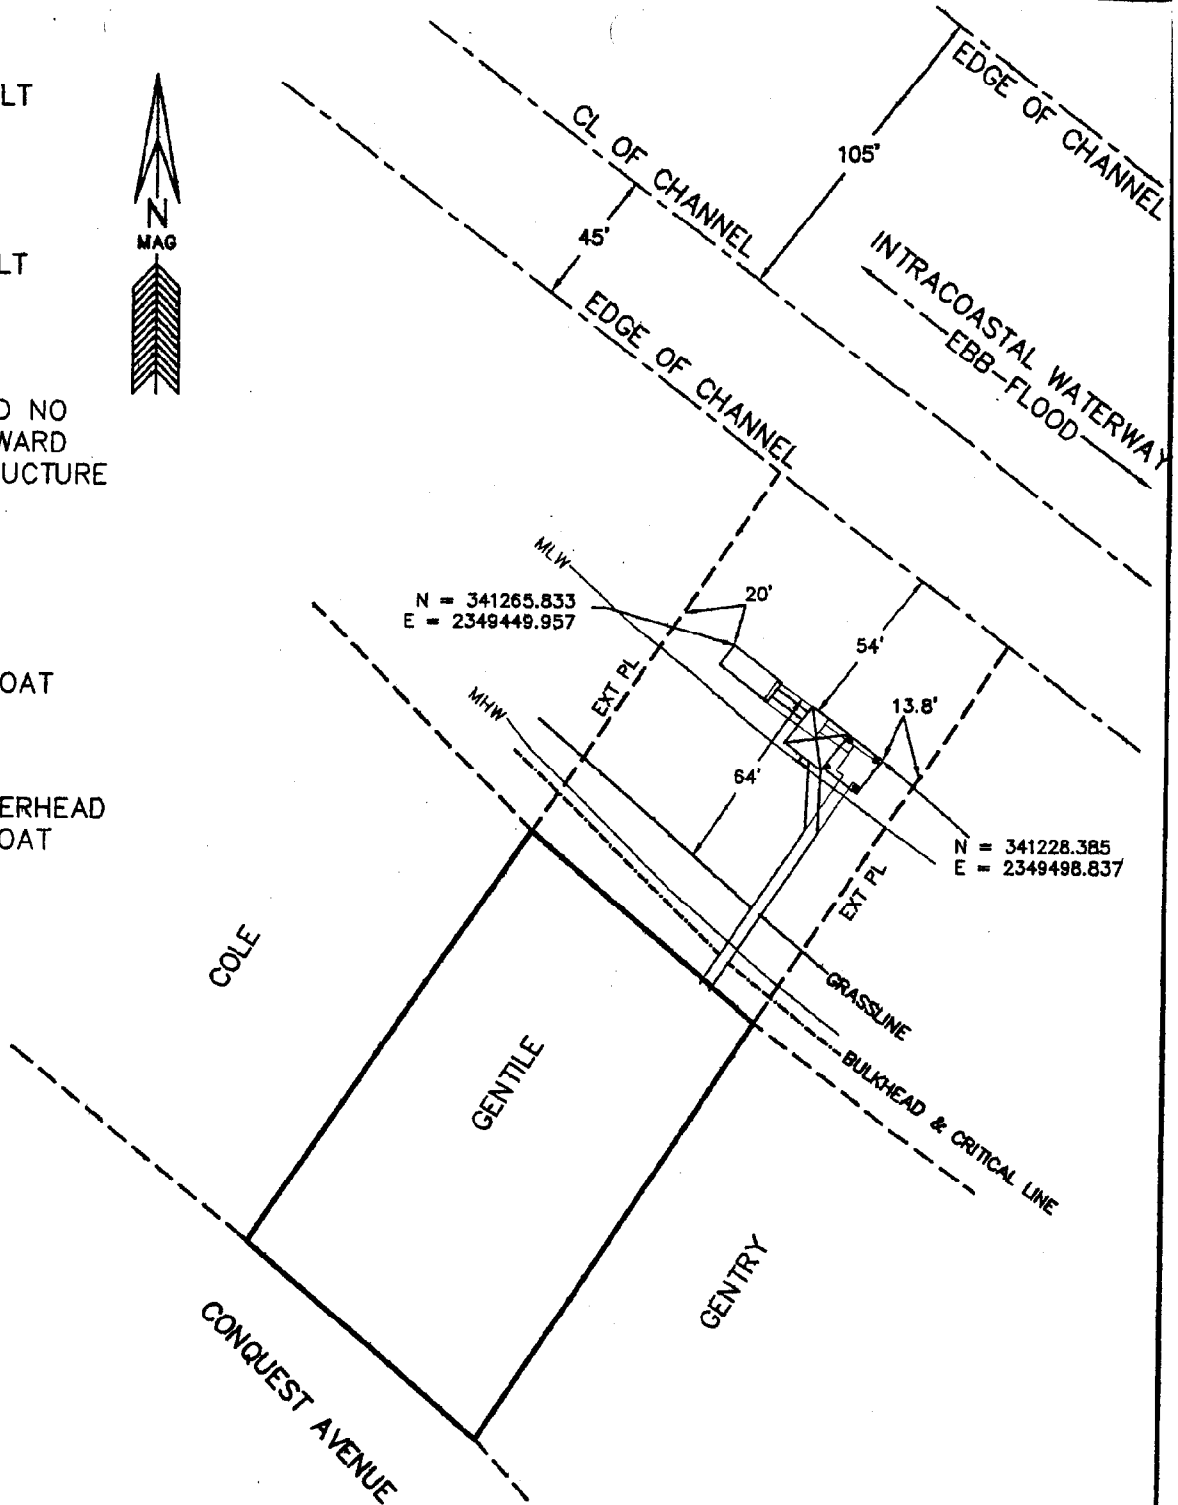 LT
LT
D NO
WARD
UCTURE
OAT
ERHEAD
OAT
N
MAG
EDGE OF CHANNEL
CL OF CHANNEL
105'
45'
INTRACOASTAL WATERWAY
EBB-FLOOD
EDGE OF CHANNEL
MLW
N = 341265.833
E = 2349449.957
20'
54'
EXT PL
MHW
13.8'
64'
N = 341228.385
E = 2349498.837
EXT PL
COLE
GRASSLINE
GENTILE
BULKHEAD & CRITICAL LINE
GENTRY
CONQUEST AVENUE